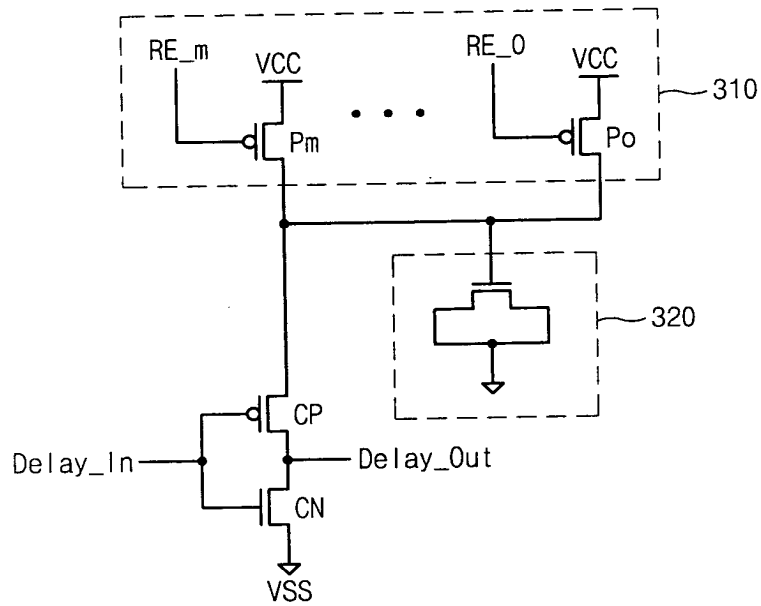 RE_m
VCC
RE_0
VCC
310
Pm
Po
320
CP
Delay_In
Delay_Out
CN
VSS